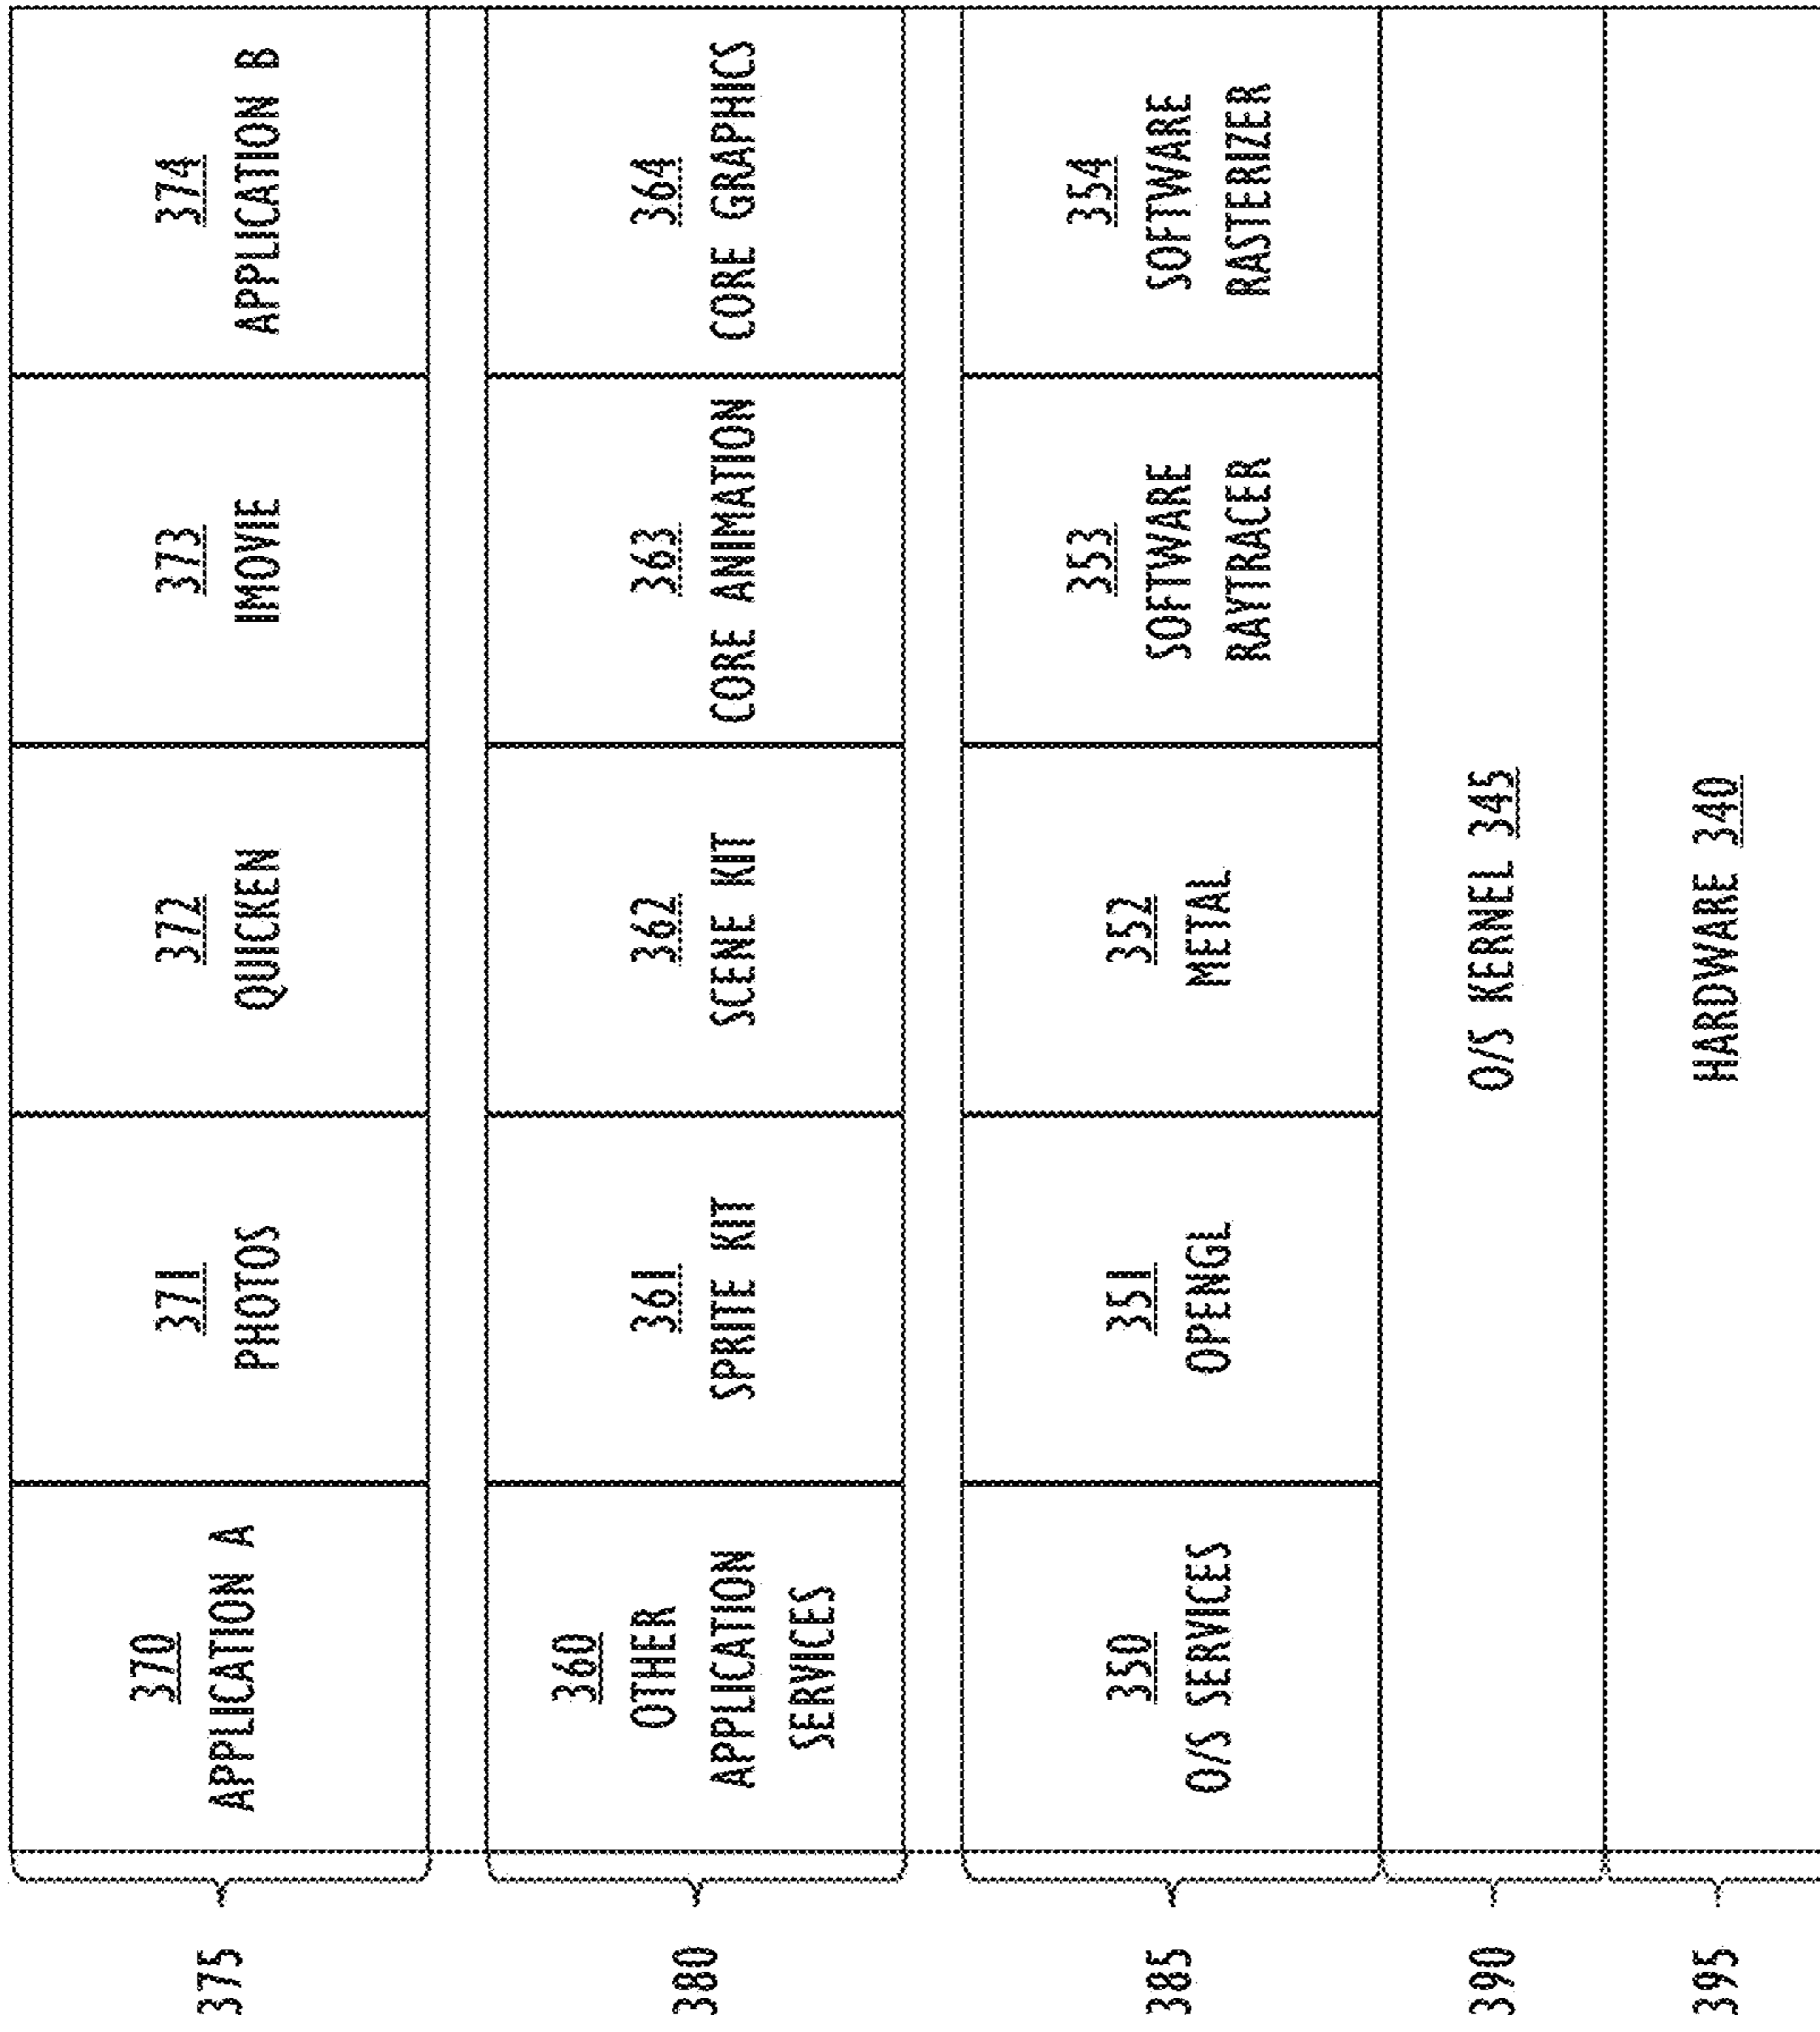 375
370
APPLICATION A
371
PHOTOS
372
QUICKEN
373
IMOVIE
374
APPLICATION B
380
360
OTHER
APPLICATION
SERVICES
361
SPRITE KIT
362
SCENE KIT
363
CORE ANIMATION
364
CORE GRAPHICS
385
350
O/S SERVICES
351
OPENGL
352
METAL
353
SOFTWARE
RAYTRACER
354
SOFTWARE
RASTERIZER
390
O/S KERNEL 345
395
HARDWARE 340